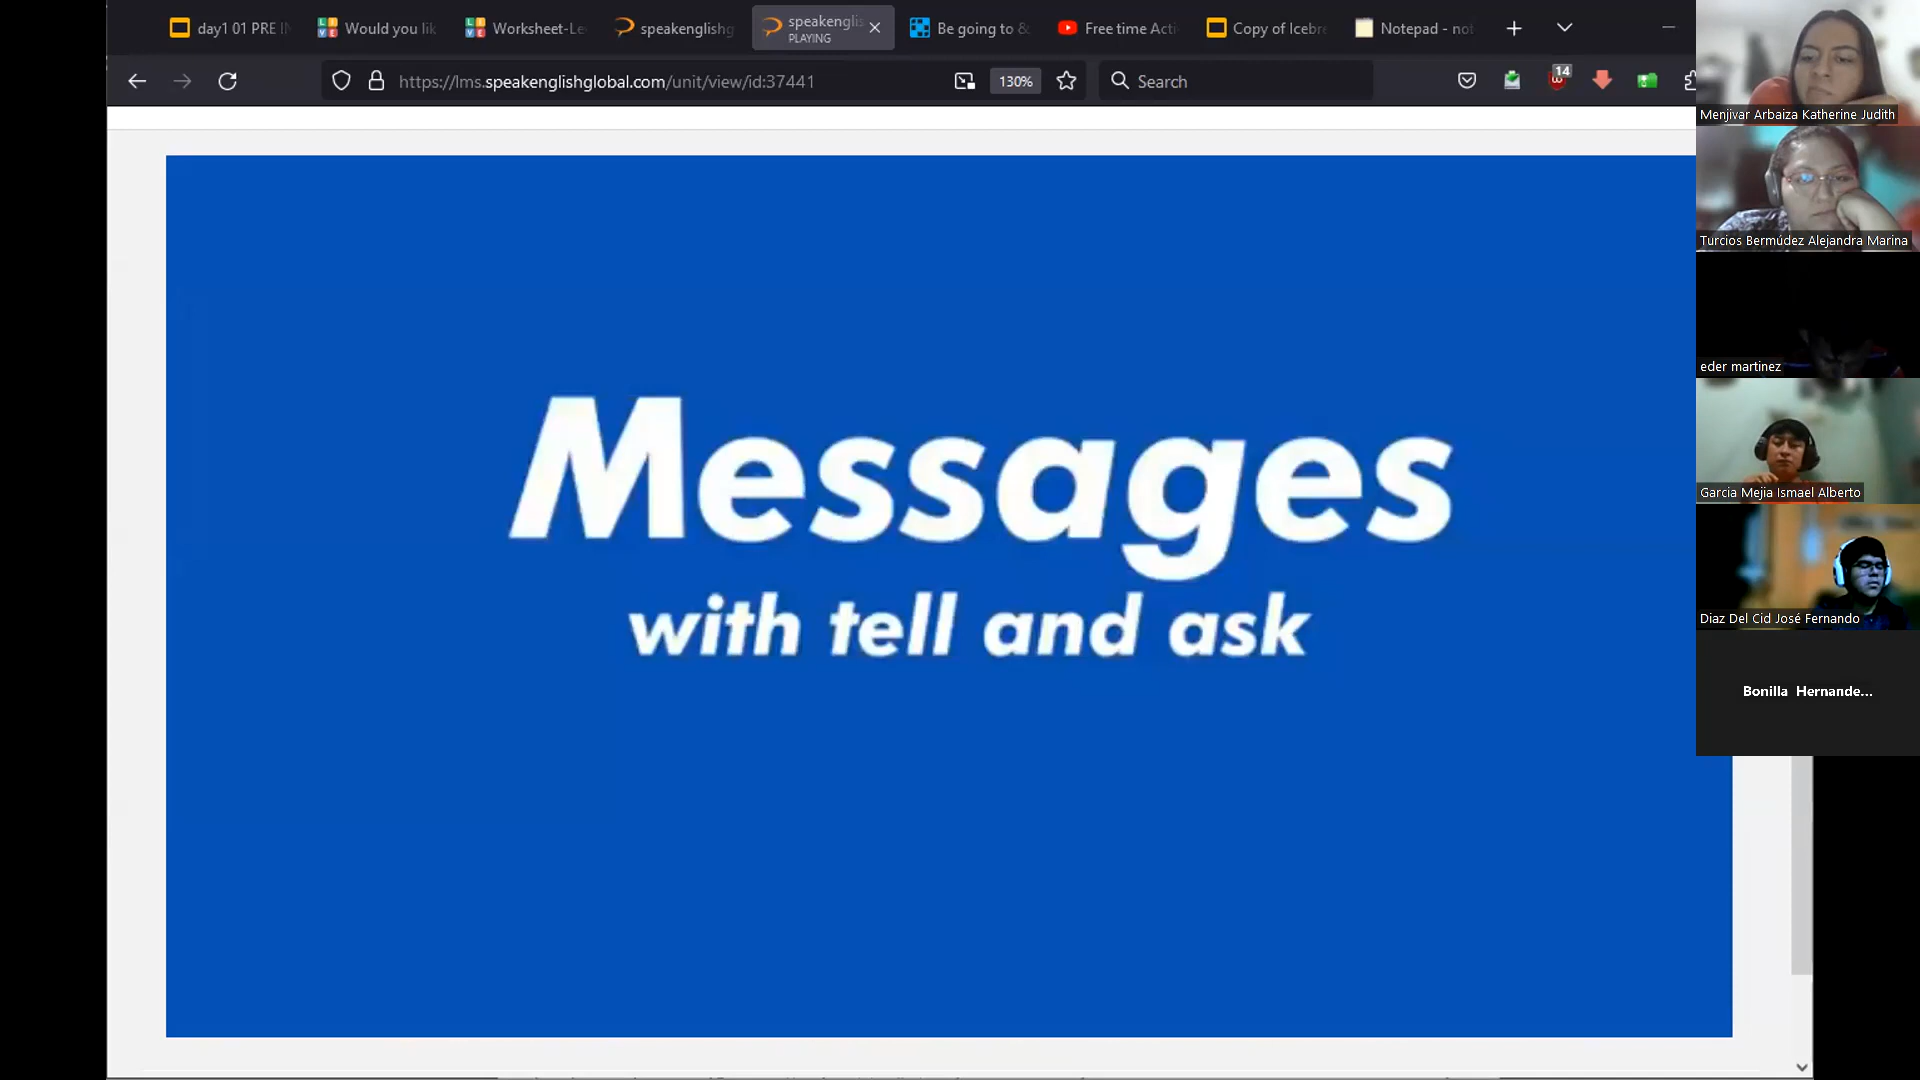 day1 01 PRE IN
Would you lik
Worksheet-Le
speakenglishg
speakenglis
PLAYING
Be going to &
Free time Acti
Copy of Icebre
Notepad - not
https://lms.speakenglishglobal.com/unit/view/id:37441
130%
Search
14
Messages
with tell and ask
Menjivar Arbaiza Katherine Judith
Turcios Bermúdez Alejandra Marina
eder martinez
Garcia Mejia Ismael Alberto
Diaz Del Cid José Fernando
Bonilla Hernande...